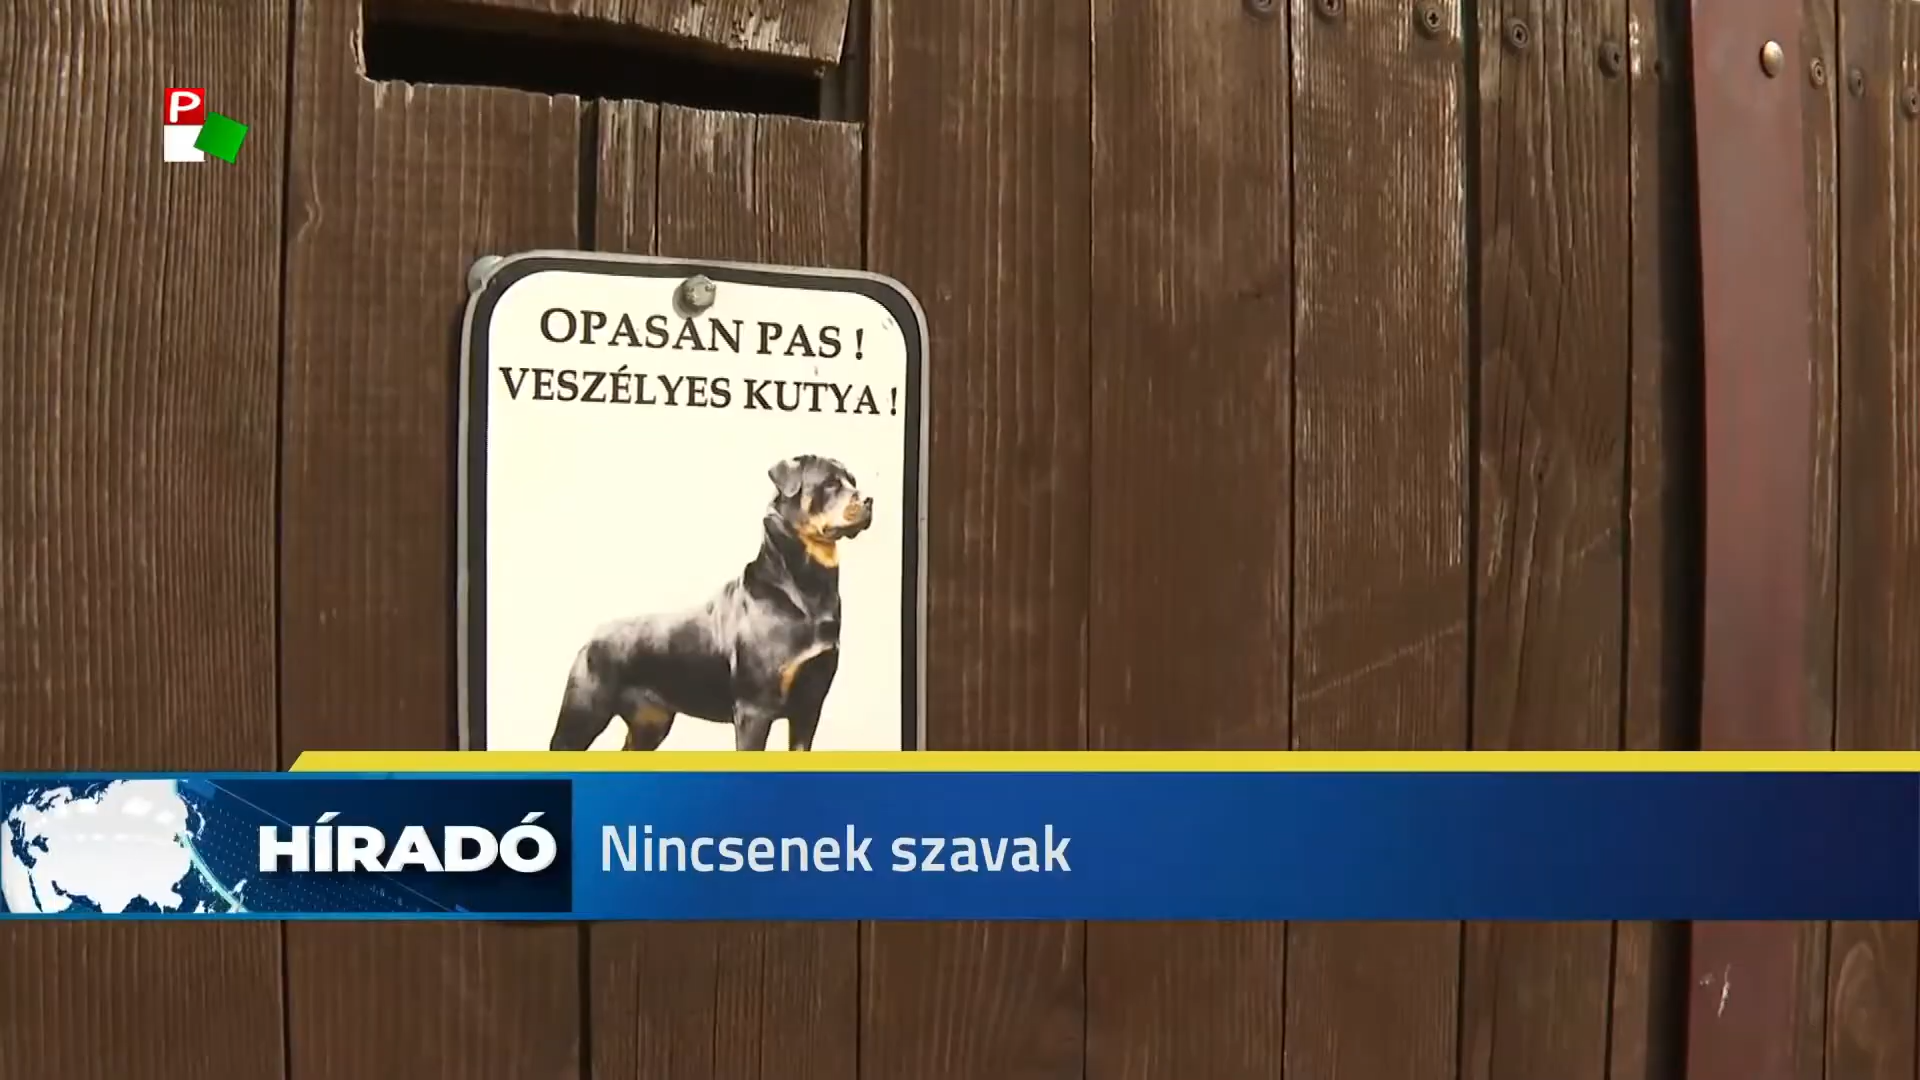 P
OPASAN PAS !
VESZÉLYES KUTYA !
HÍRADÓ
Nincsenek szavak